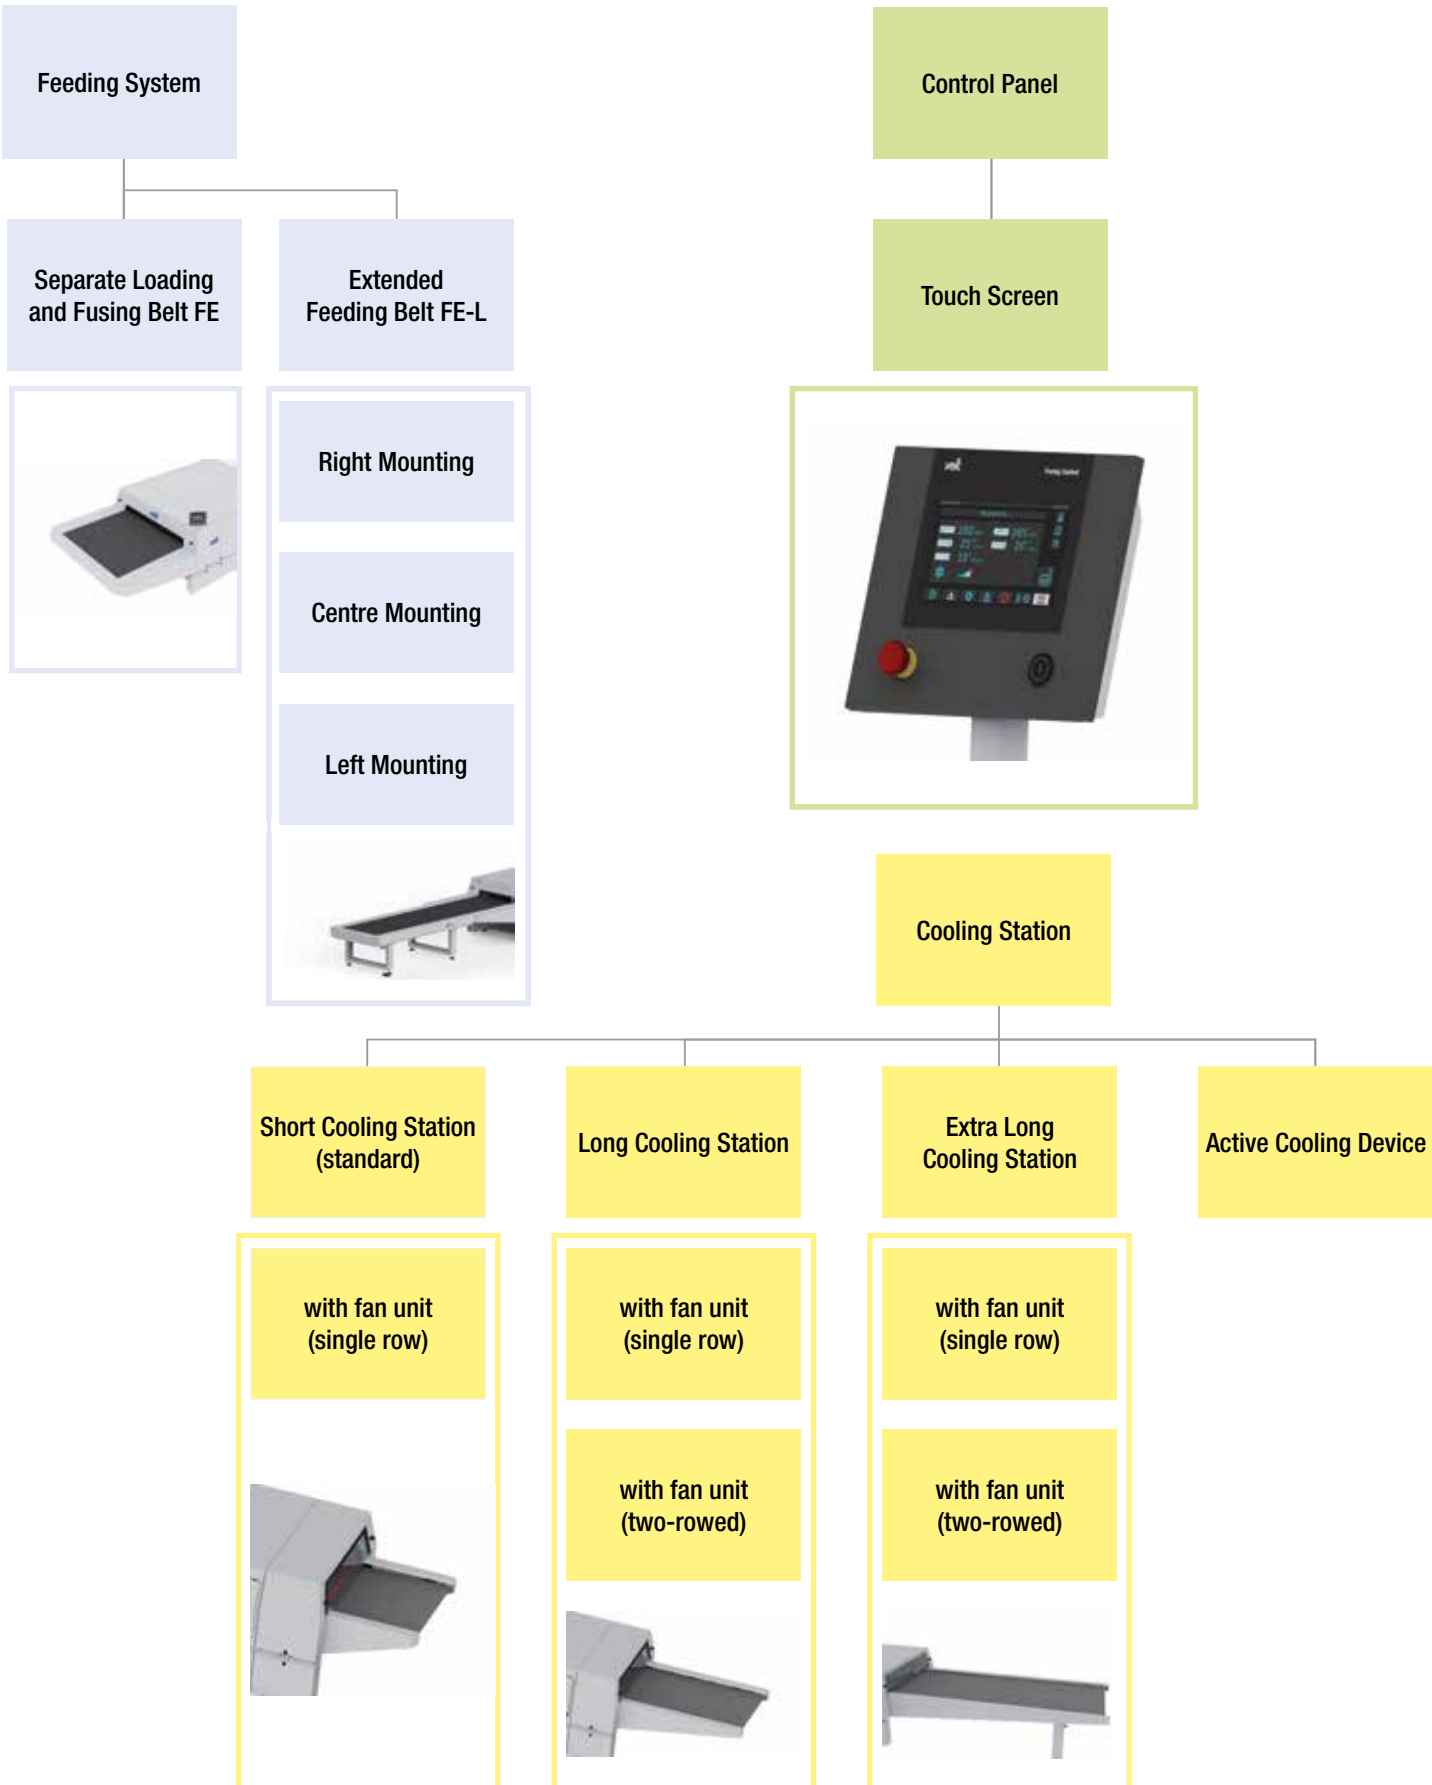 Feeding System
Control Panel
Separate Loading
and Fusing Belt FE
Extended
Feeding Belt FE-L
Touch Screen
Right Mounting
Centre Mounting
Left Mounting
Cooling Station
Short Cooling Station
(standard)
Long Cooling Station
Extra Long
Cooling Station
Active Cooling Device
with fan unit
(single row)
with fan unit
(single row)
with fan unit
(single row)
with fan unit
(two-rowed)
with fan unit
(two-rowed)